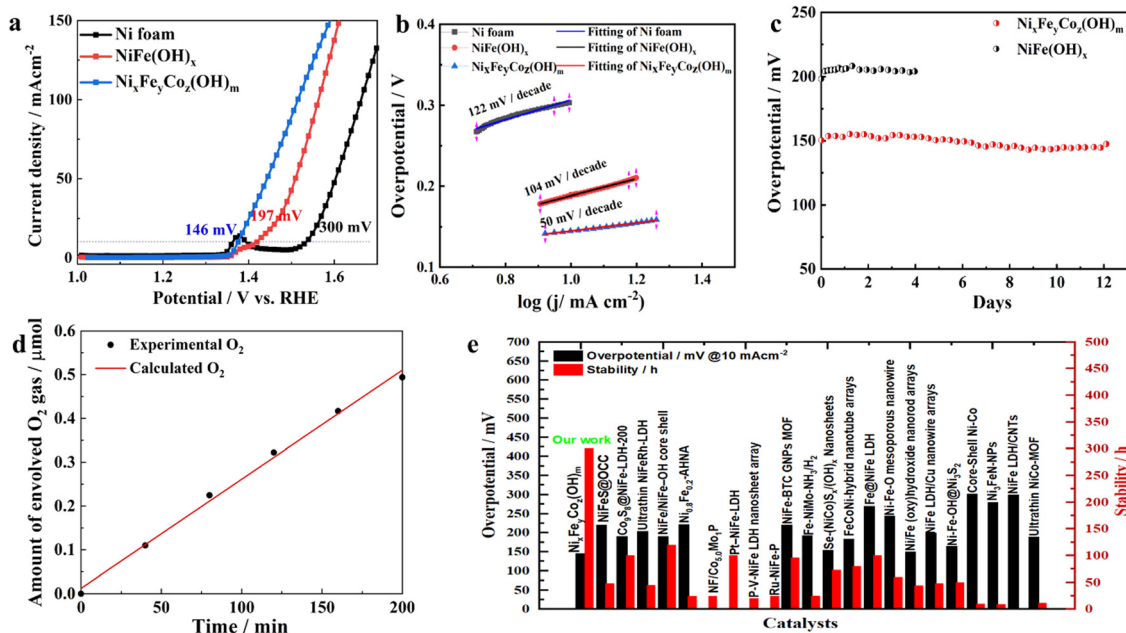 a
150
100
50
0
Current density / mAcm⁻²
Ni foam
NiFe(OH)ₓ
NiₓFeᵧCo_z(OH)ₘ
146 mV
197 mV
300 mV
1.0 1.2 1.4 1.6
Potential / V vs. RHE
b
0.4
0.3
0.2
0.1
Overpotential / V
Ni foam Fitting of Ni foam
NiFe(OH)ₓ Fitting of NiFe(OH)ₓ
NiₓFeᵧCo_z(OH)ₘ Fitting of NiₓFeᵧCo_z(OH)ₘ
122 mV / decade
104 mV / decade
50 mV / decade
0.6 0.8 1.0 1.2 1.4
log (j/ mA cm⁻²)
c
250
200
150
100
50
Overpotential / mV
NiₓFeᵧCo_z(OH)ₘ
NiFe(OH)ₓ
0 2 4 6 8 10 12
Days
d
0.6
0.5
0.4
0.3
0.2
0.1
0.0
Amount of envolved O₂ gas / μmol
Experimental O₂
Calculated O₂
0 50 100 150 200
Time / min
e
700
650
600
550
500
450
400
350
300
250
200
150
100
50
0
Overpotential / mV
Overpotential / mV @10 mAcm⁻²
Stability / h
Our work
NiₓFeᵧCo_z(OH)ₘ
NiFeS@OCC
Co₉S₈@NiFe-LDH-200
Ultrathin NiFeRh-LDH
NiFe/NiFe-OH core shell
Ni₀.₈Fe₀.₂-AHNA
NF/Co₅.₀Mo₁P
Pt-NiFe-LDH
P-V-NiFe LDH nanosheet array
Ru-NiFe-P
NiFe-BTC GNPs MOF
Fe-NiMo-NH₃/H₂
Se-(NiCo)Sₓ/(OH)ₓ Nanosheets
FeCoNi-hybrid nanotube arrays
Fe@NiFe LDH
Ni-Fe-O mesoporous nanowire
Ni/Fe (oxy)hydroxide nanorod arrays
NiFe LDH/Cu nanowire arrays
Ni-Fe-OH@Ni₃S₂
Core-Shell Ni-Co
Ni₃FeN-NPs
NiFe LDH/CNTs
Ultrathin NiCo-MOF
Catalysts
500
450
400
350
300
250
200
150
100
50
0
Stability / h